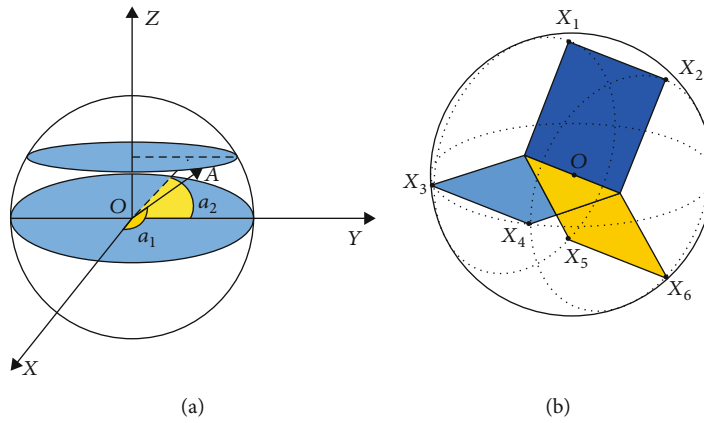 Z
A
O
a₂
a₁
Y
X
(a)
X₁
X₂
O
X₃
X₄
X₅
X₆
(b)